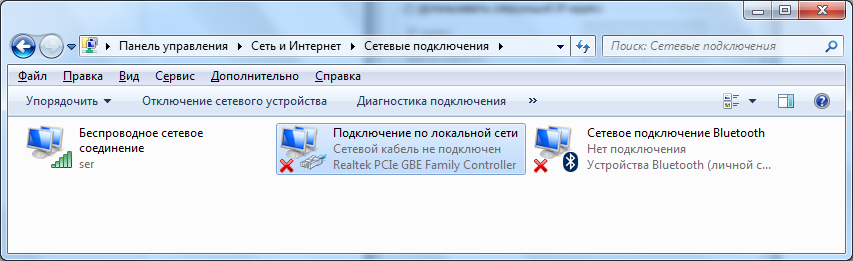 Панель управления Сеть и Интернет Сетевые подключения
Поиск: Сетевые подключения
Файл Правка Вид Сервис Дополнительно Справка
Упорядочить Отключение сетевого устройства Диагностика подключения »
Беспроводное сетевое
соединение
ser
Подключение по локальной сети
Сетевой кабель не подключен
Realtek PCIe GBE Family Controller
Сетевое подключение Bluetooth
Нет подключения
Устройства Bluetooth (личной с...